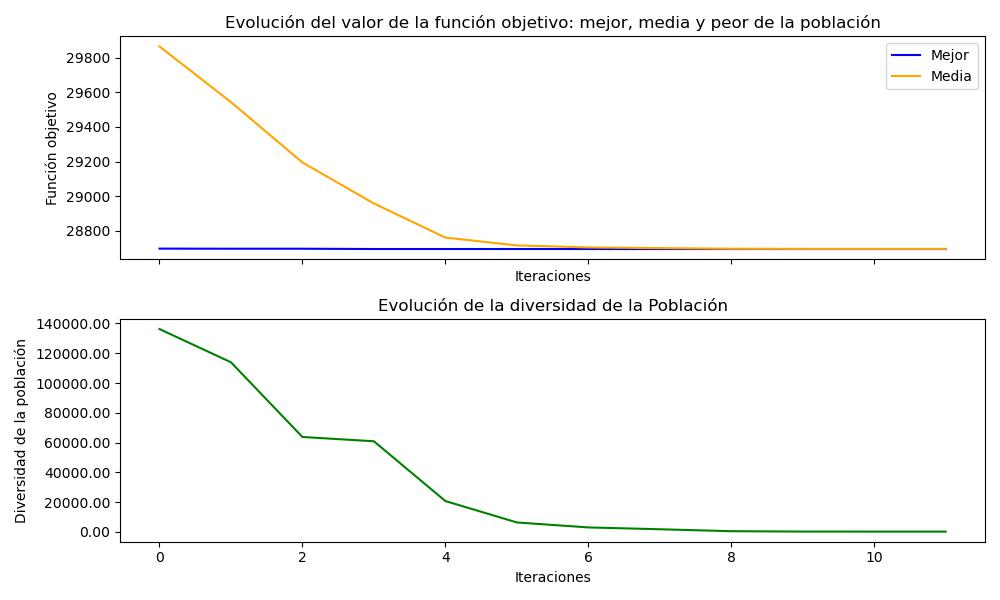 Evolución del valor de la función objetivo: mejor, media y peor de la población
Función objetivo
29800
29600
29400
29200
29000
28800
Mejor
Media
Iteraciones
Evolución de la diversidad de la Población
Diversidad de la población
140000.00
120000.00
100000.00
80000.00
60000.00
40000.00
20000.00
0.00
0 2 4 6 8 10
Iteraciones